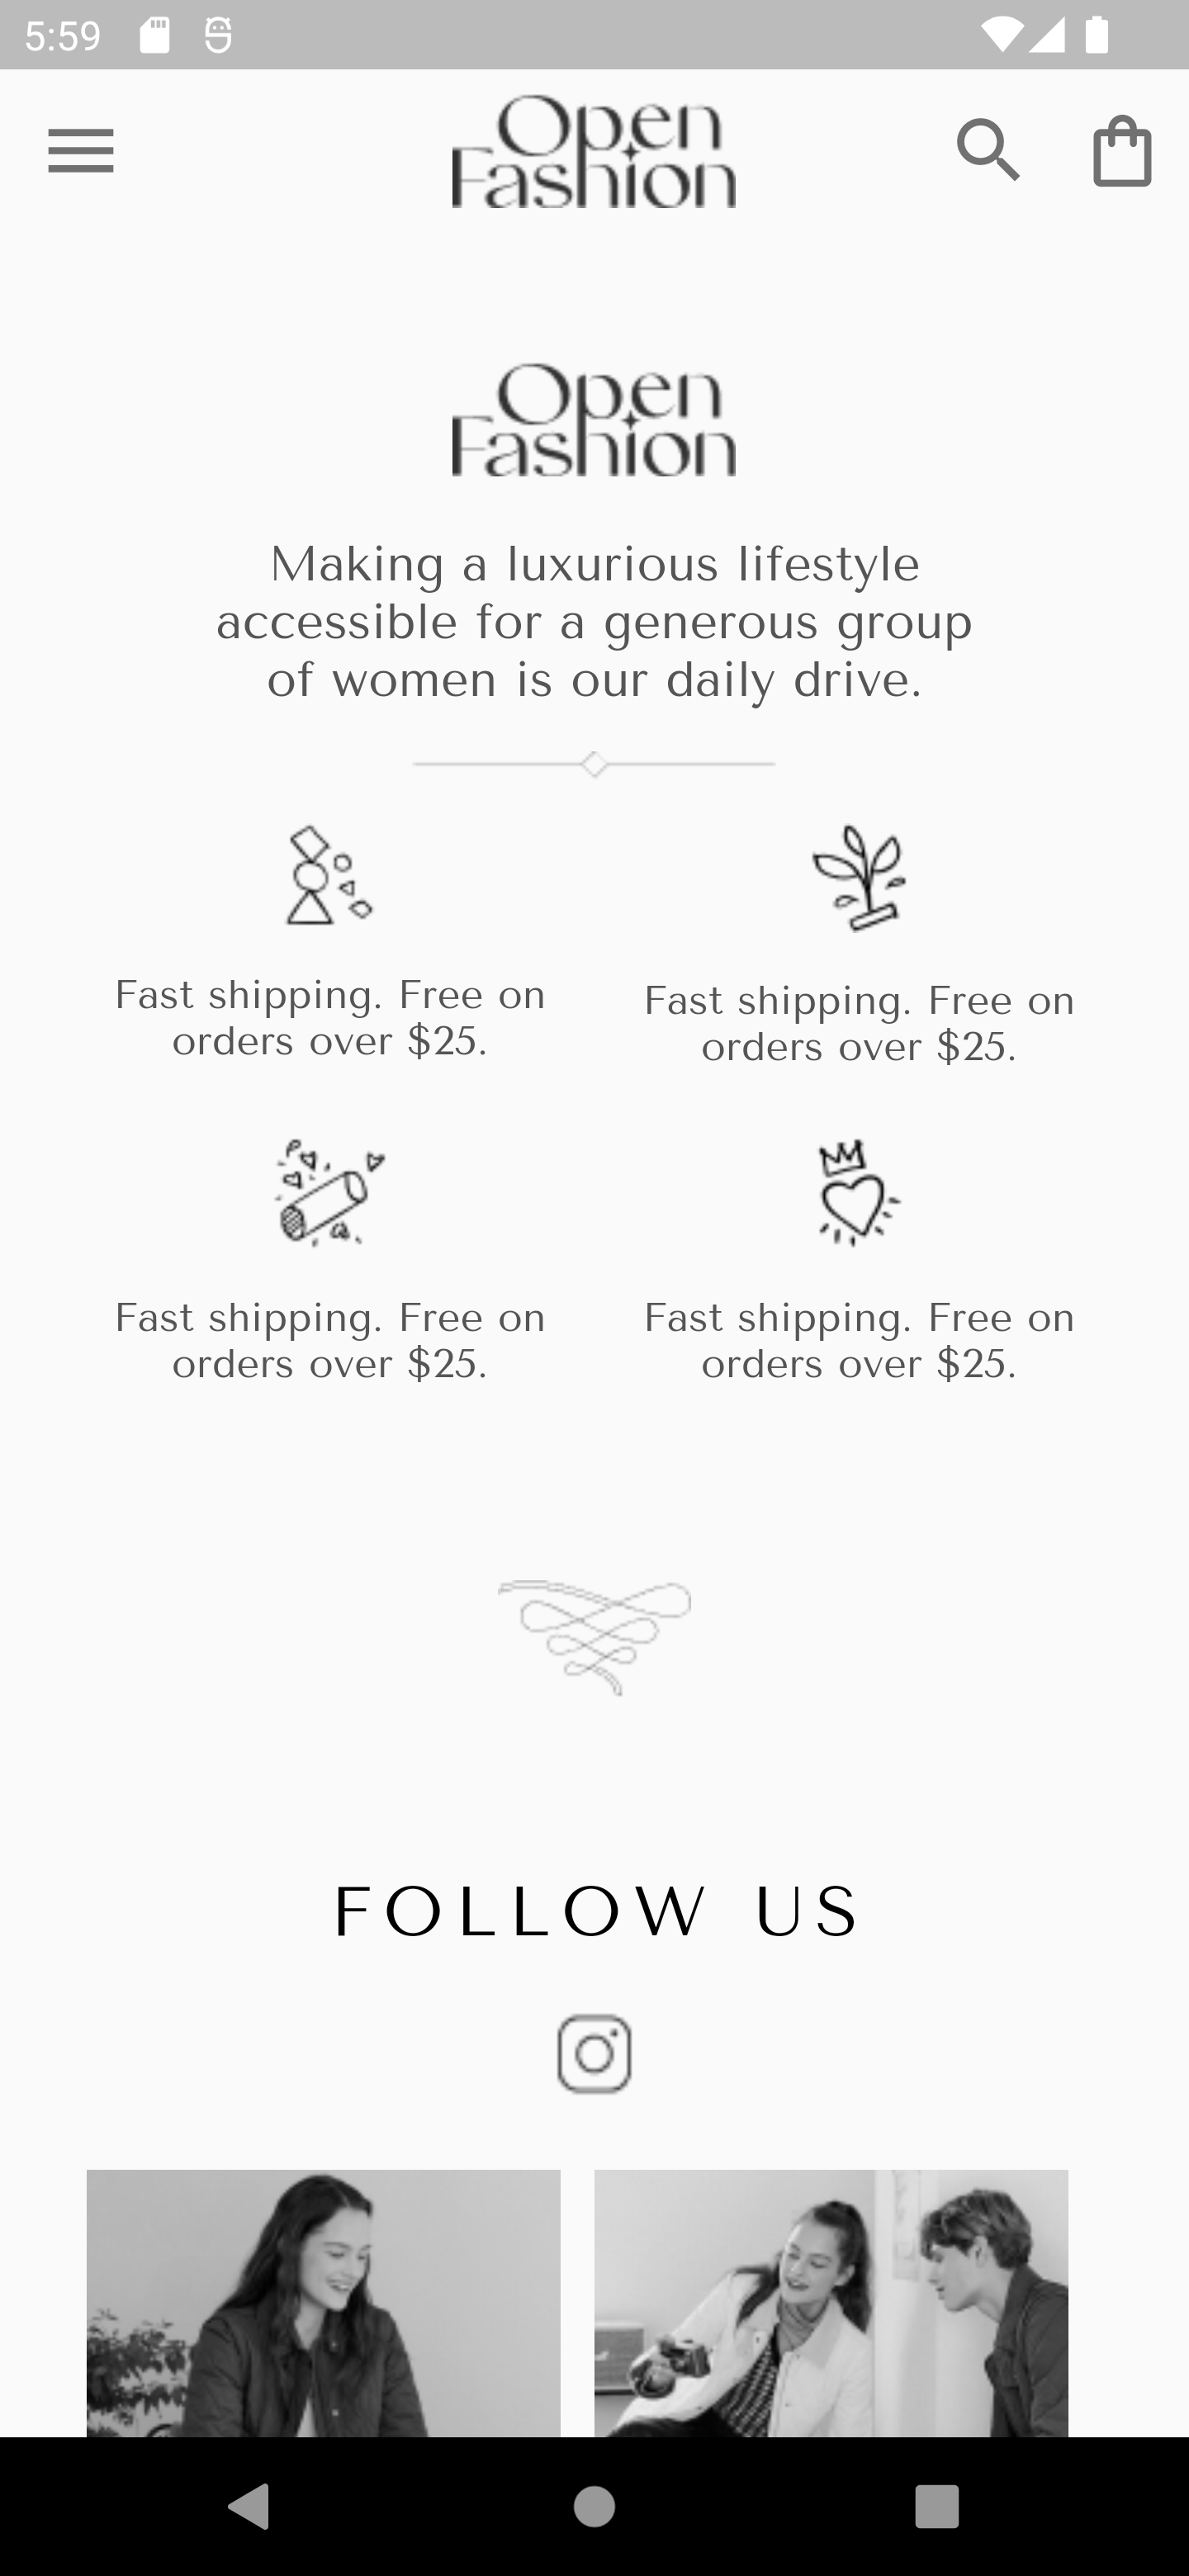 5:59
Open
Fashion
Open
Fashion
Making a luxurious lifestyle
accessible for a generous group
of women is our daily drive.
Fast shipping. Free on
orders over $25.
Fast shipping. Free on
orders over $25.
Fast shipping. Free on
orders over $25.
Fast shipping. Free on
orders over $25.
FOLLOW US